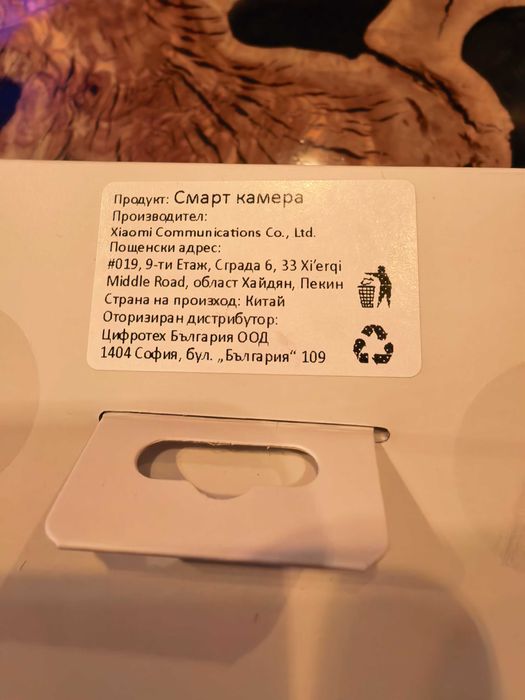 Продукт: Смарт камера
Производител:
Xiaomi Communications Co., Ltd.
Пощенски адрес:
#019, 9-ти Етаж, Сграда 6, 33 Xi'erqi
Middle Road, област Хайдян, Пекин
Страна на произход: Китай
Оторизиран дистрибутор:
Цифротех България ООД
1404 София, бул. „България“ 109